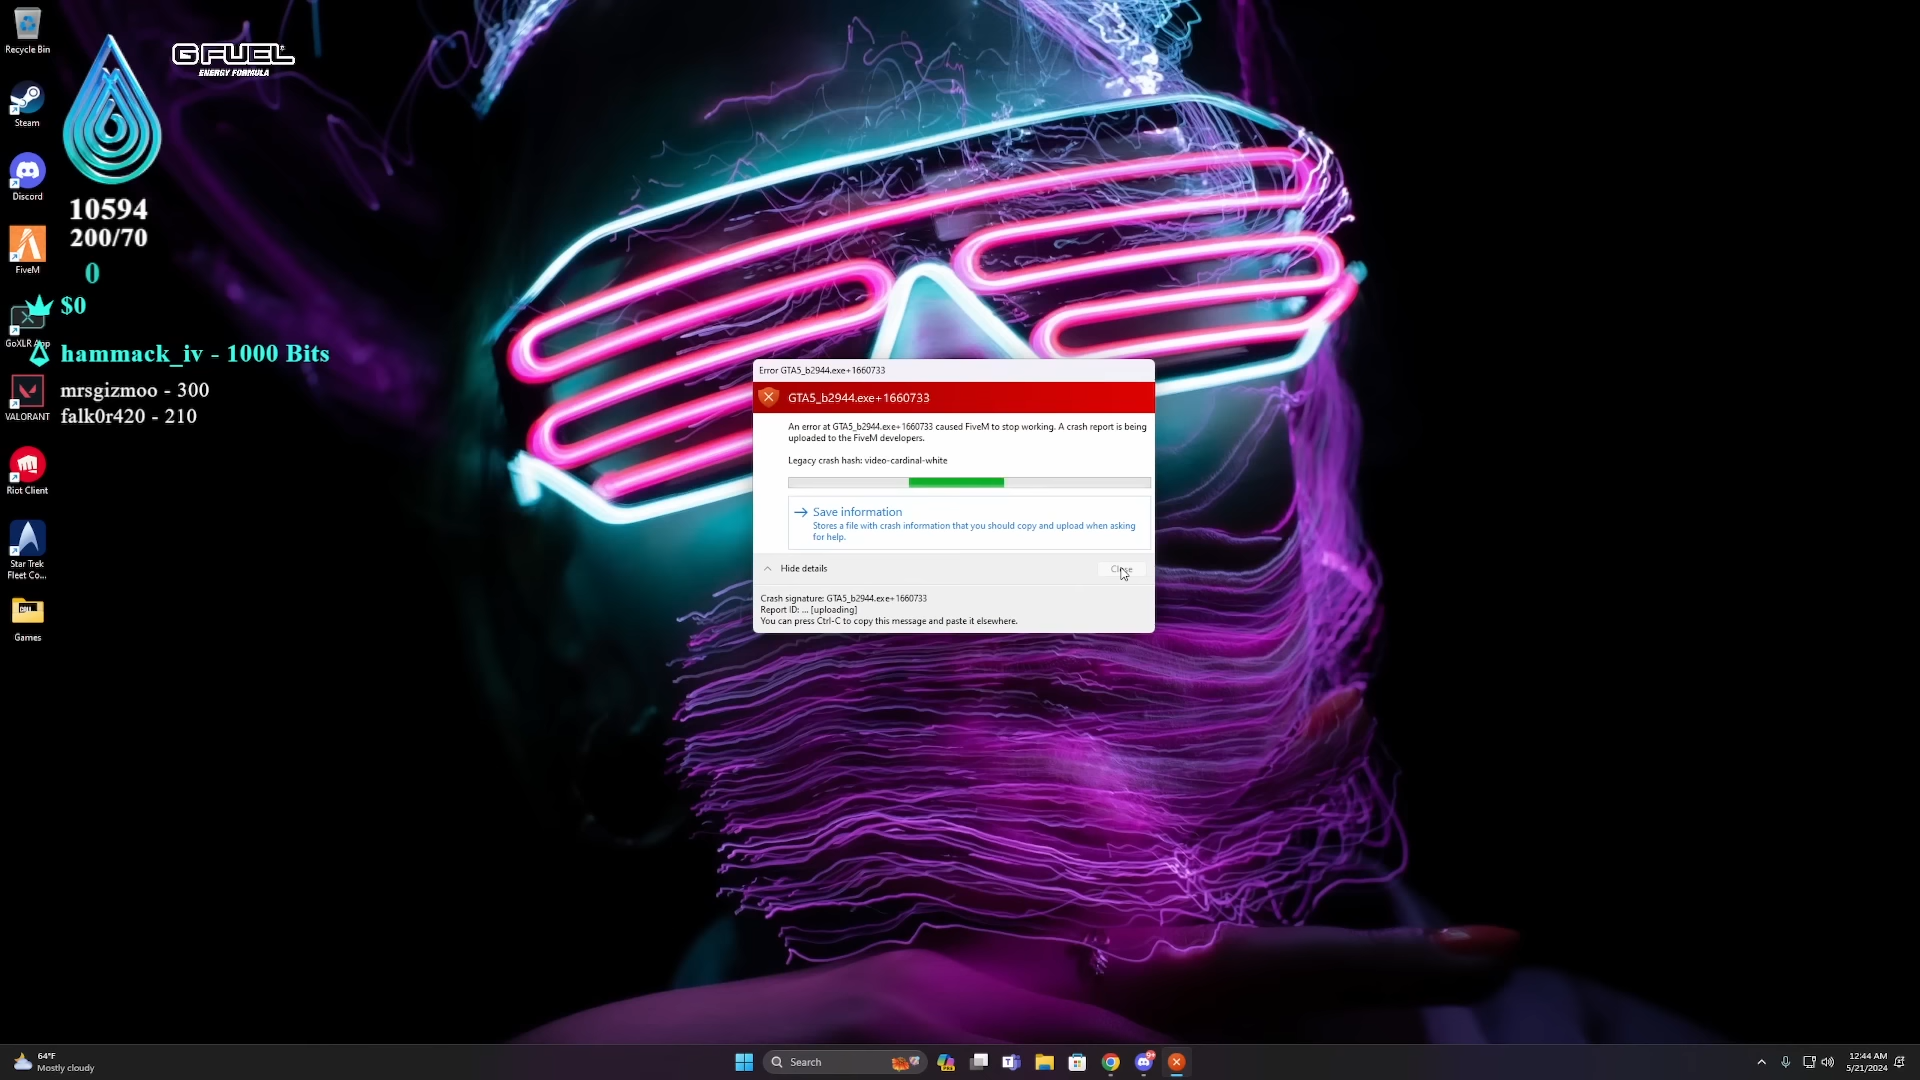 Recycle Bin
G FUEL
ENERGY FORMULA
Steam
Discord
10594
200/70
FiveM
0
$0
GoXLR App
hammack_iv - 1000 Bits
mrsgizmoo - 300
VALORANT
falk0r420 - 210
Riot Client
Star Trek
Fleet Co...
Games
Error GTA5_b2944.exe+1660733
GTA5_b2944.exe+1660733
An error at GTA5_b2944.exe+1660733 caused FiveM to stop working. A crash report is being
uploaded to the FiveM developers.
Legacy crash hash: video-cardinal-white
Save information
Stores a file with crash information that you should copy and upload when asking
for help.
Hide details
Close
Crash signature: GTA5_b2944.exe+1660733
Report ID: ... [uploading]
You can press Ctrl-C to copy this message and paste it elsewhere.
64°F
Mostly cloudy
Search
12:44 AM
5/21/2024